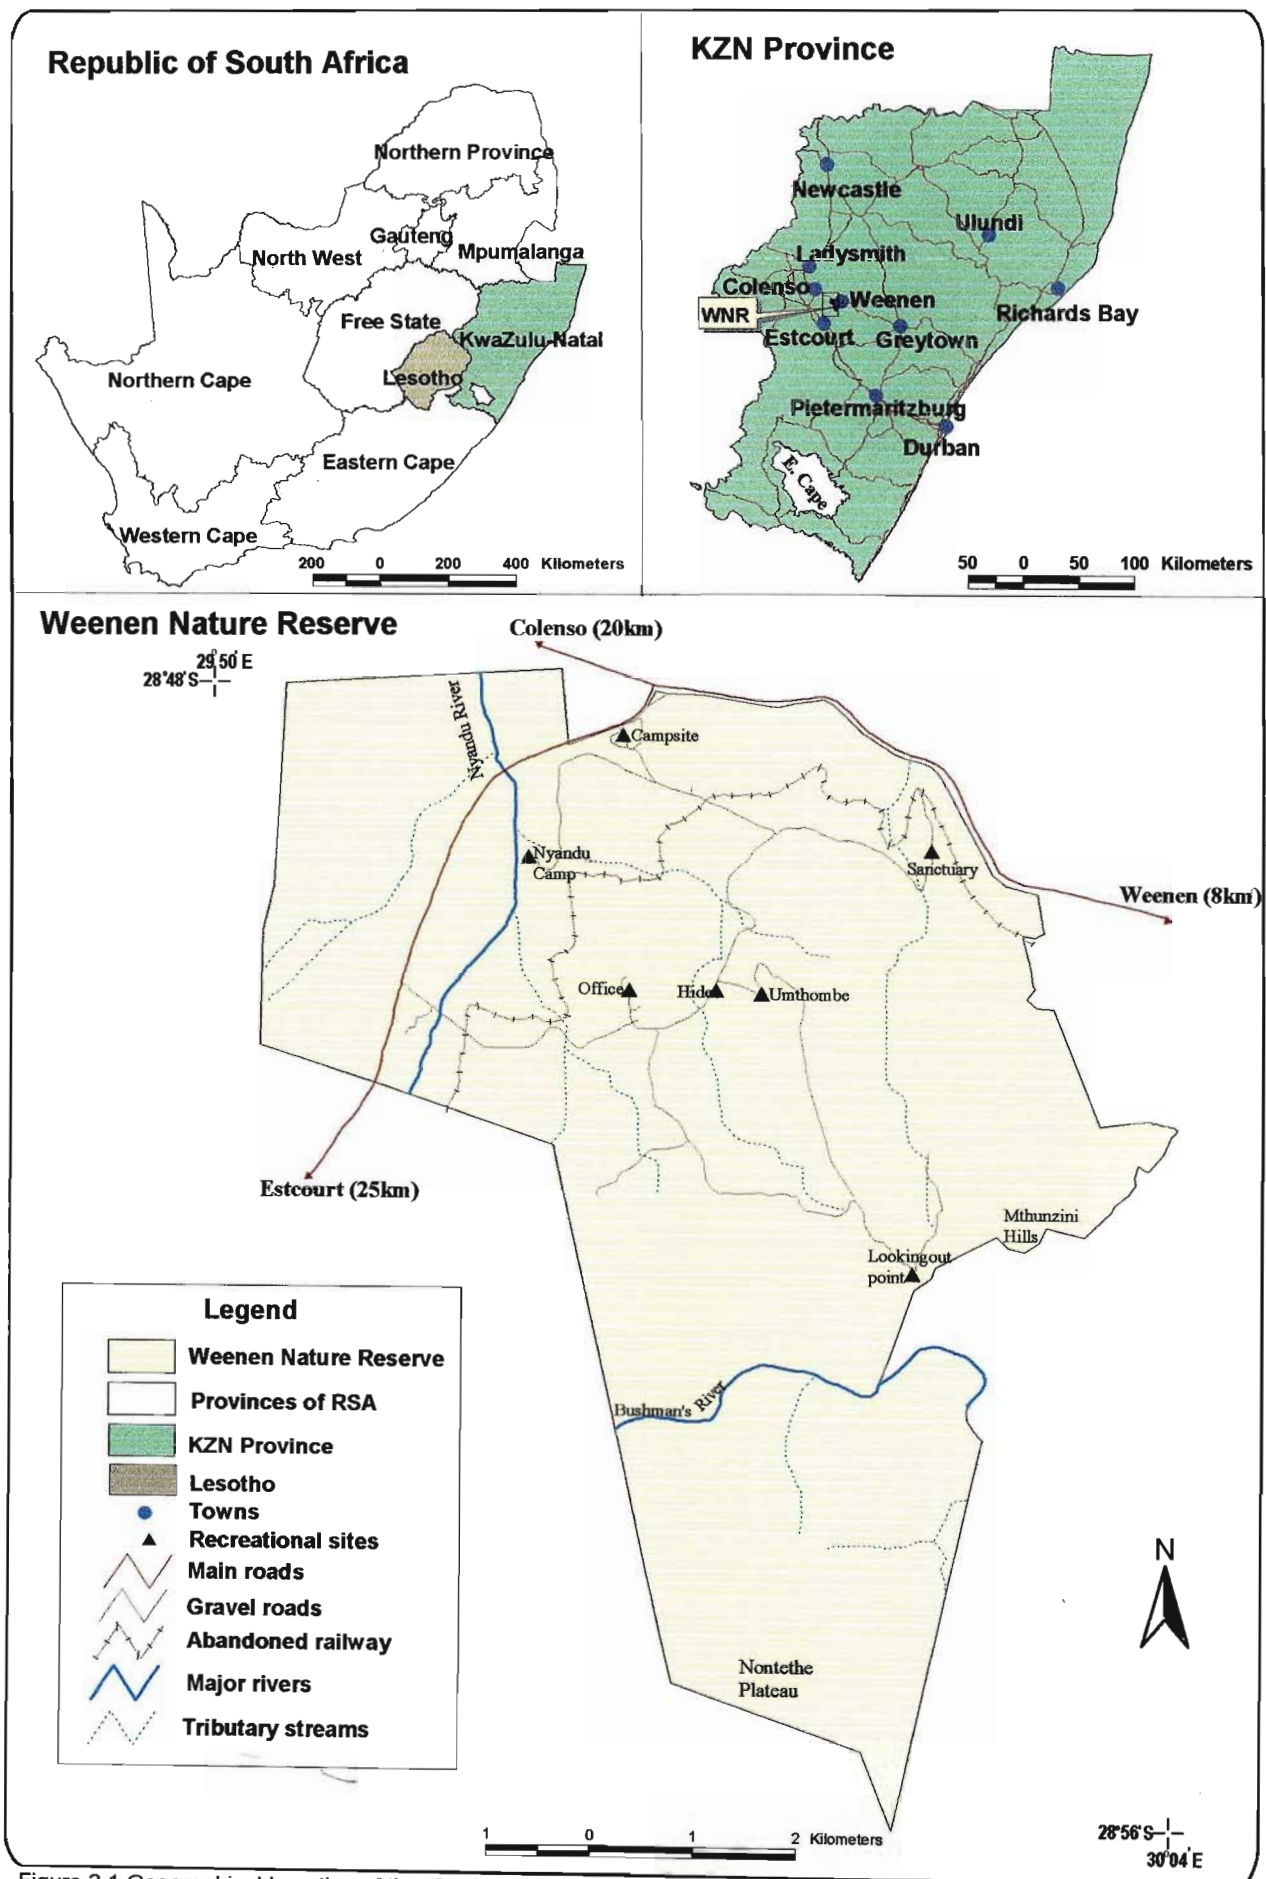 Republic of South Africa
Northern Province
Gauteng
North West
Mpumalanga
Free State
KwaZulu-Natal
Lesotho
Northern Cape
Eastern Cape
Western Cape
200 0 200 400 Kilometers
KZN Province
Newcastle
Ulundi
Ladysmith
Colenso
Weenen
WNR
Richards Bay
Estcourt
Greytown
Pietermaritzburg
Durban
E. Cape
50 0 50 100 Kilometers
Weenen Nature Reserve
Colenso (20km)
29°50' E
28°48' S
Nyandu River
Campsite
Nyandu
Camp
Sanctuary
Weenen (8km)
Office
Hide
Umthombe
Estcourt (25km)
Mthunzini
Hills
Lookingout
point
Bushman's River
Nontethe
Plateau
Legend
Weenen Nature Reserve
Provinces of RSA
KZN Province
Lesotho
Towns
Recreational sites
Main roads
Gravel roads
Abandoned railway
Major rivers
Tributary streams
N
1 0 1 2 Kilometers
28°56' S
30°04' E